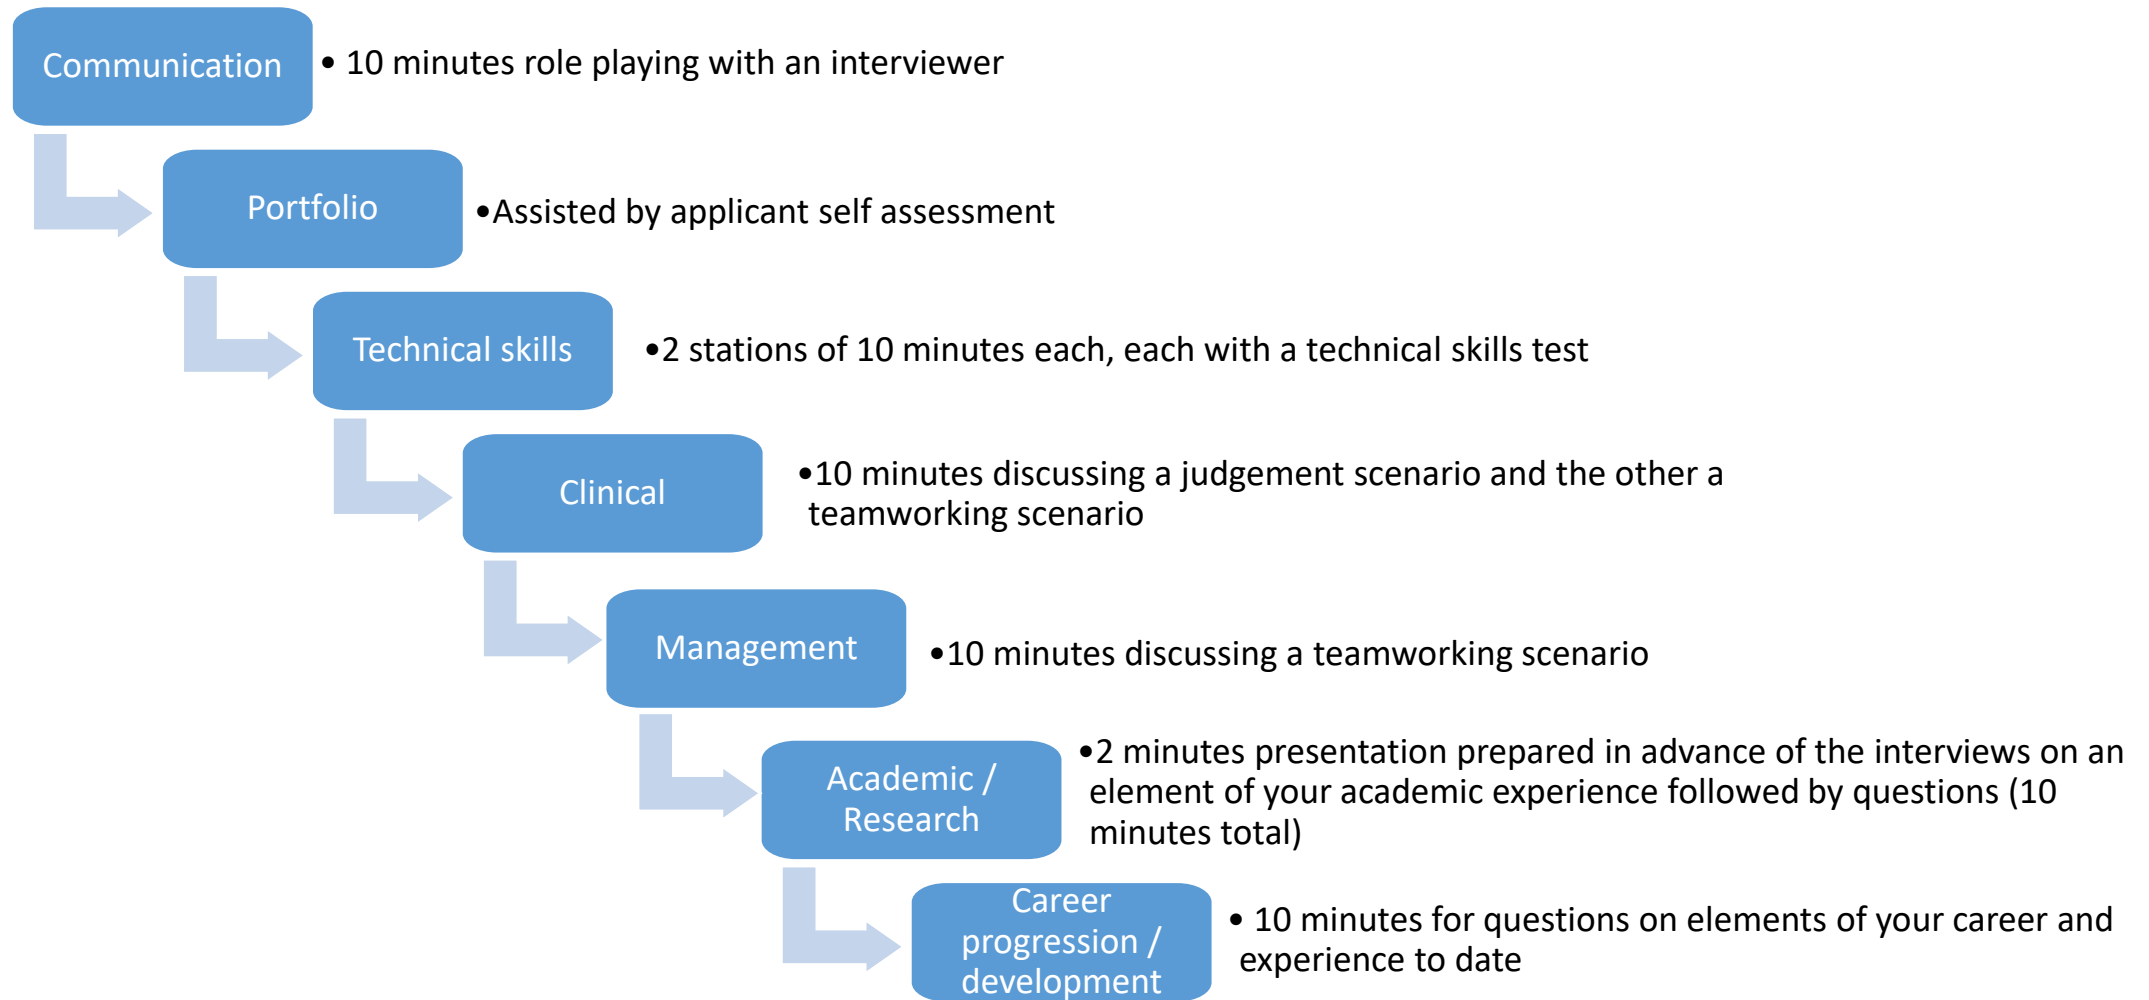 Communication
• 10 minutes role playing with an interviewer
Portfolio
•Assisted by applicant self assessment
Technical skills
•2 stations of 10 minutes each, each with a technical skills test
Clinical
•10 minutes discussing a judgement scenario and the other a
teamworking scenario
Management
•10 minutes discussing a teamworking scenario
Academic /
Research
•2 minutes presentation prepared in advance of the interviews on an
element of your academic experience followed by questions (10
minutes total)
Career
progression /
development
• 10 minutes for questions on elements of your career and
experience to date